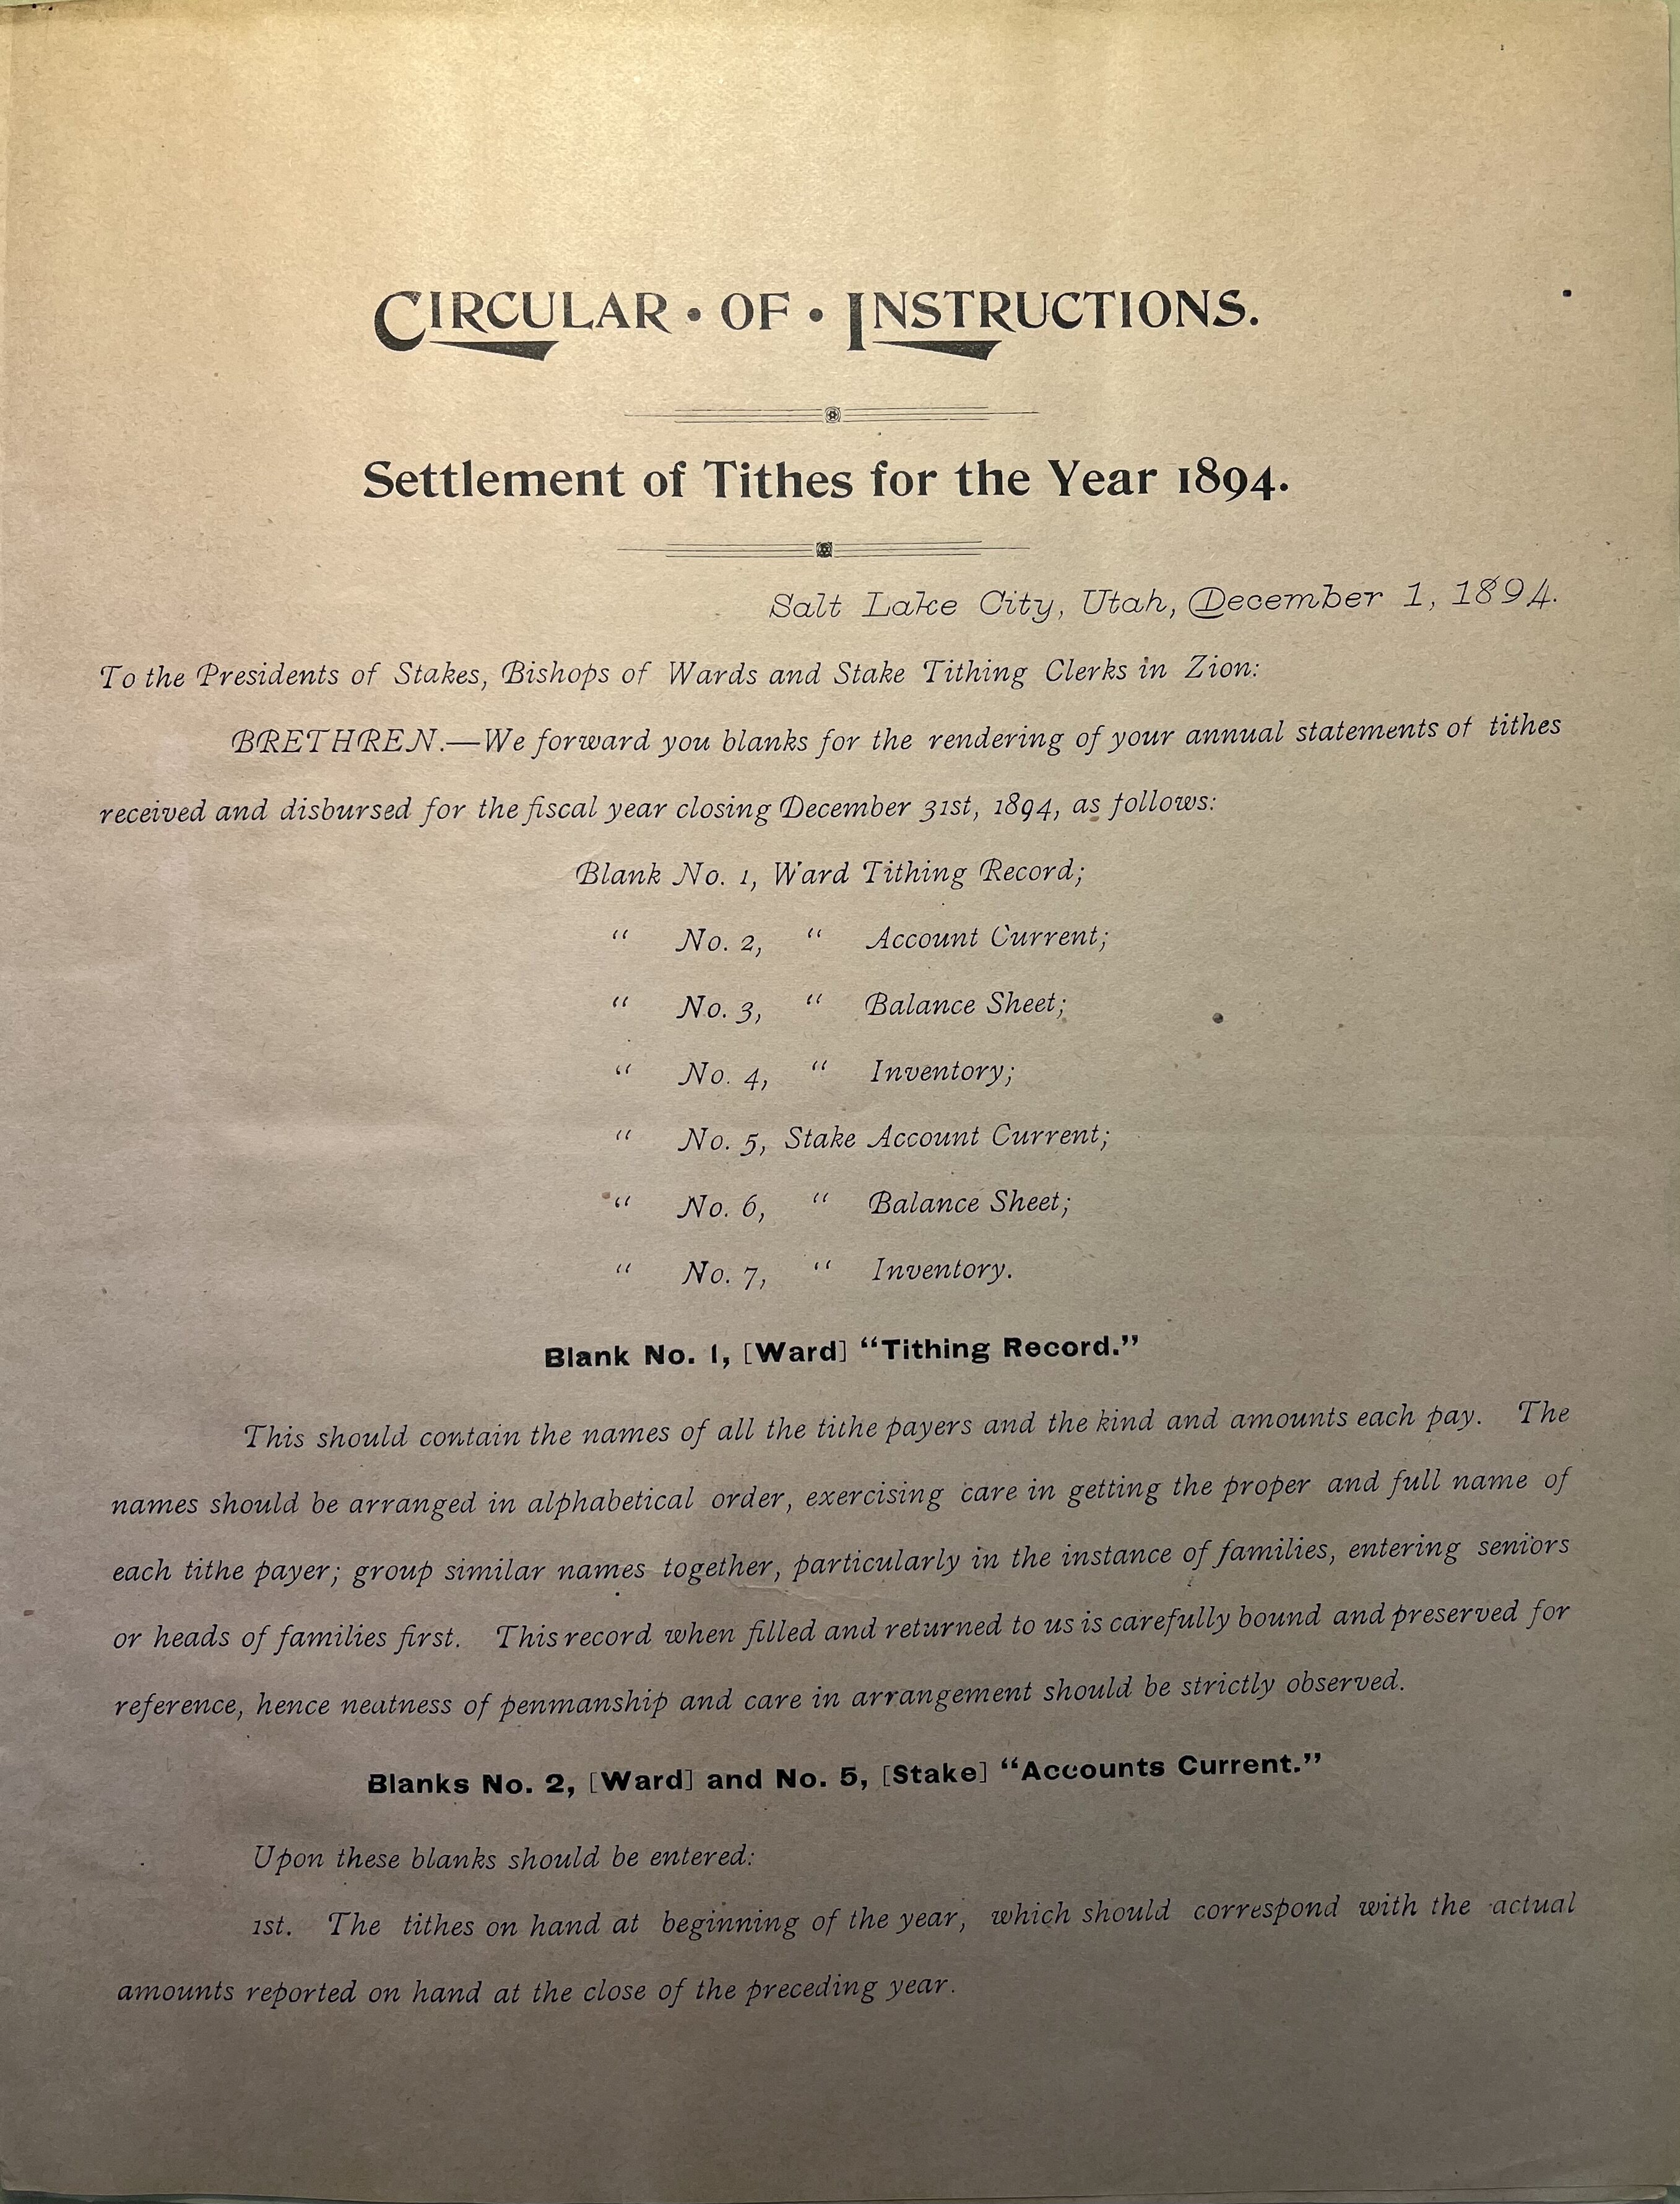 CIRCULAR • OF • INSTRUCTIONS.
Settlement of Tithes for the Year 1894.
Salt Lake City, Utah, December 1, 1894.
To the Presidents of Stakes, Bishops of Wards and Stake Tithing Clerks in Zion:
BRETHREN.—We forward you blanks for the rendering of your annual statements of tithes
received and disbursed for the fiscal year closing December 31st, 1894, as follows:
Blank No. 1, Ward Tithing Record;
“ No. 2, “ Account Current;
“ No. 3, “ Balance Sheet;
“ No. 4, “ Inventory;
“ No. 5, Stake Account Current;
“ No. 6, “ Balance Sheet;
“ No. 7, “ Inventory.
Blank No. 1, [Ward] “Tithing Record.”
This should contain the names of all the tithe payers and the kind and amounts each pay. The
names should be arranged in alphabetical order, exercising care in getting the proper and full name of
each tithe payer; group similar names together, particularly in the instance of families, entering seniors
or heads of families first. This record when filled and returned to us is carefully bound and preserved for
reference, hence neatness of penmanship and care in arrangement should be strictly observed.
Blanks No. 2, [Ward] and No. 5, [Stake] “Accounts Current.”
Upon these blanks should be entered:
1st. The tithes on hand at beginning of the year, which should correspond with the actual
amounts reported on hand at the close of the preceding year.